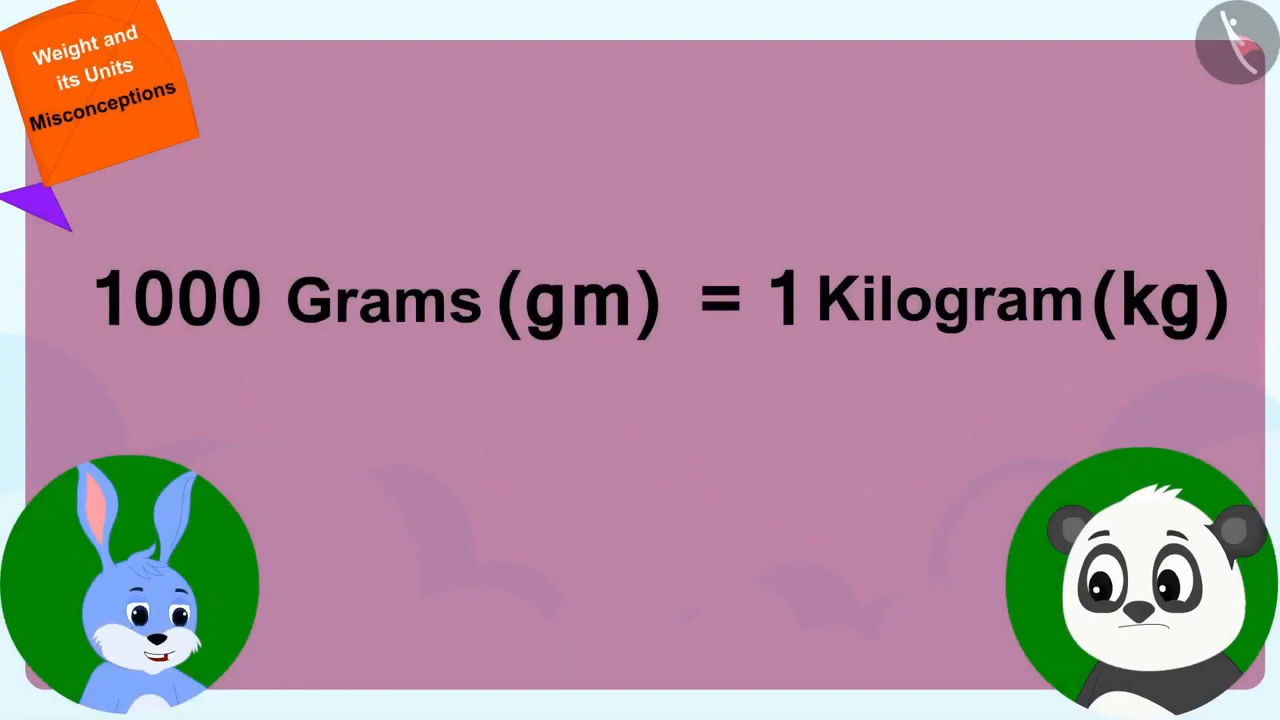 Weight and
its Units
Misconceptions
1000 Grams (gm) = 1 Kilogram (kg)